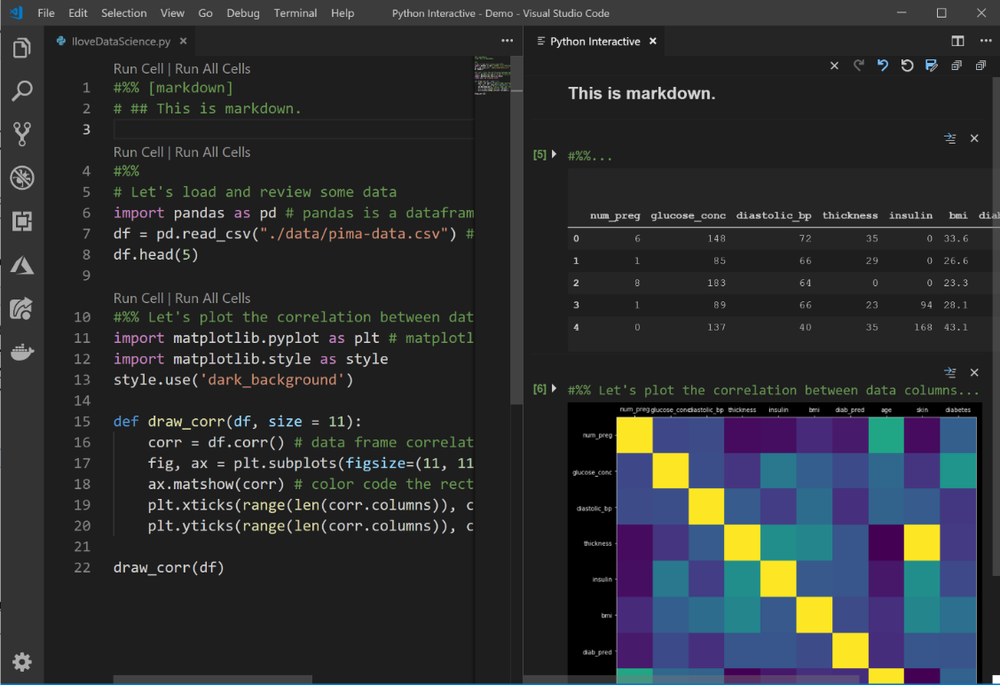 File Edit Selection View Go Debug Terminal Help Python Interactive - Demo - Visual Studio Code
IloveDataScience.py
Run Cell | Run All Cells
1 #%% [markdown]
2 # ## This is markdown.
3
Run Cell | Run All Cells
4 #%%
5 # Let's load and review some data
6 import pandas as pd # pandas is a datafram
7 df = pd.read_csv("./data/pima-data.csv") #
8 df.head(5)
9
Run Cell | Run All Cells
10 #%% Let's plot the correlation between dat
11 import matplotlib.pyplot as plt # matplotl
12 import matplotlib.style as style
13 style.use('dark_background')
14
15 def draw_corr(df, size = 11):
16 corr = df.corr() # data frame correlat
17 fig, ax = plt.subplots(figsize=(11, 11
18 ax.matshow(corr) # color code the rect
19 plt.xticks(range(len(corr.columns)), c
20 plt.yticks(range(len(corr.columns)), c
21
22 draw_corr(df)
Python Interactive
This is markdown.
[5] #%%...
num_preg glucose_conc diastolic_bp thickness insulin bmi dia
0 6 148 72 35 0 33.6
1 1 85 66 29 0 26.6
2 8 183 64 0 0 23.3
3 1 89 66 23 94 28.1
4 0 137 40 35 168 43.1
[6] #%% Let's plot the correlation between data columns...
num_preg glucose_conc diastolic_bp thickness insulin bmi diab_pred age skin diabetes
num_preg
glucose_conc
diastolic_bp
thickness
insulin
bmi
diab_pred